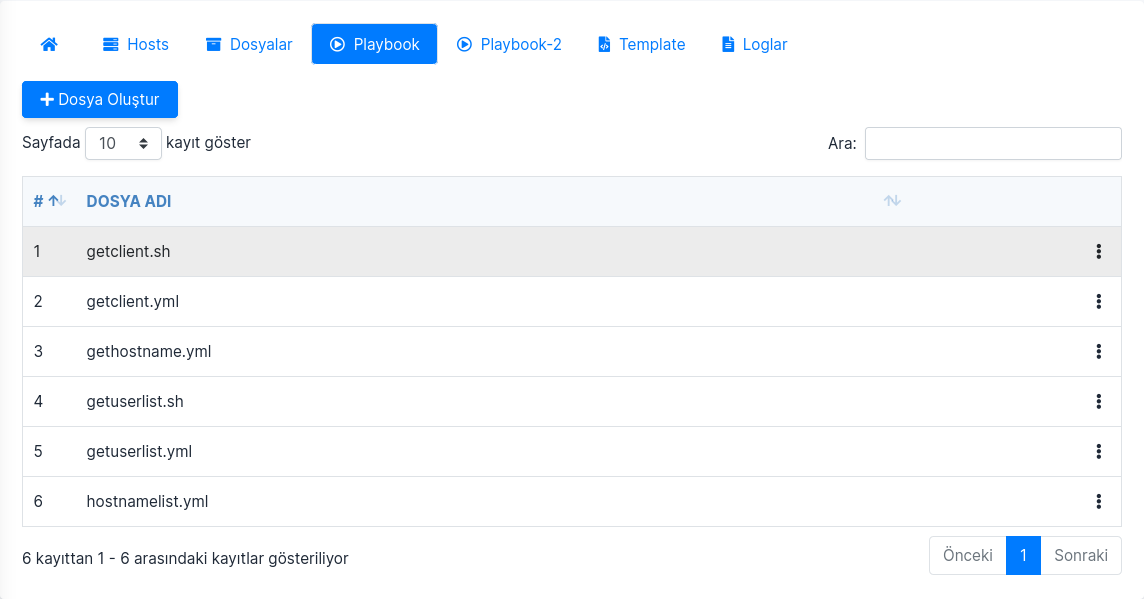 Hosts Dosyalar Playbook Playbook-2 Template Loglar
Dosya Oluştur
Sayfada 10 kayıt göster Ara:
# DOSYA ADI
1 getclient.sh
2 getclient.yml
3 gethostname.yml
4 getuserlist.sh
5 getuserlist.yml
6 hostnamelist.yml
6 kayıttan 1 - 6 arasındaki kayıtlar gösteriliyor Önceki 1 Sonraki